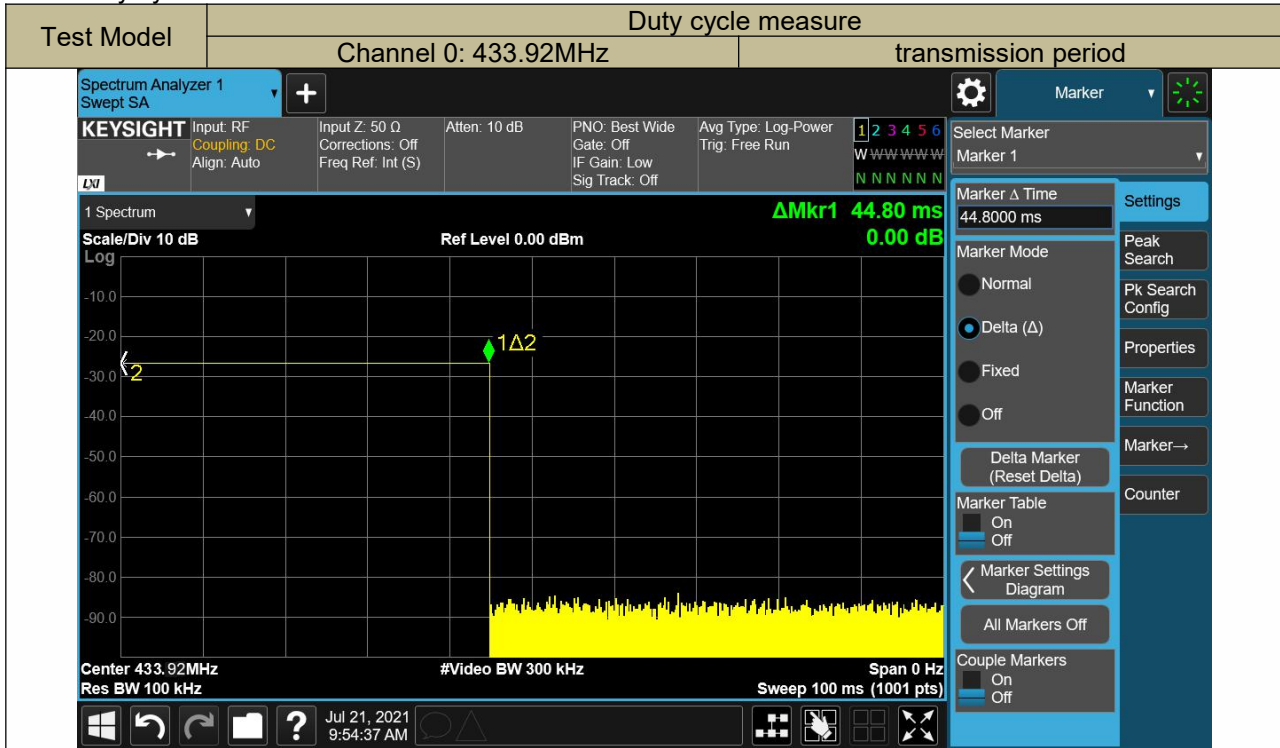 Test Model
Duty cycle measure
Channel 0: 433.92MHz
transmission period
Spectrum Analyzer 1
Swept SA
Marker
KEYSIGHT
LXI
Input: RF
Coupling: DC
Align: Auto
Input Z: 50 Ω
Corrections: Off
Freq Ref: Int (S)
Atten: 10 dB
PNO: Best Wide
Gate: Off
IF Gain: Low
Sig Track: Off
Avg Type: Log-Power
Trig: Free Run
1 2 3 4 5 6
W W W W W W
N N N N N N
Select Marker
Marker 1
1 Spectrum
ΔMkr1 44.80 ms
0.00 dB
Scale/Div 10 dB
Ref Level 0.00 dBm
Log
-10.0
-20.0
-30.0
-40.0
-50.0
-60.0
-70.0
-80.0
-90.0
1Δ2
2
Center 433.92MHz
#Video BW 300 kHz
Span 0 Hz
Res BW 100 kHz
Sweep 100 ms (1001 pts)
Marker Δ Time
44.8000 ms
Marker Mode
Normal
Delta (Δ)
Fixed
Off
Delta Marker
(Reset Delta)
Marker Table
On
Off
Marker Settings
Diagram
All Markers Off
Couple Markers
On
Off
Settings
Peak
Search
Pk Search
Config
Properties
Marker
Function
Marker→
Counter
?
Jul 21, 2021
9:54:37 AM